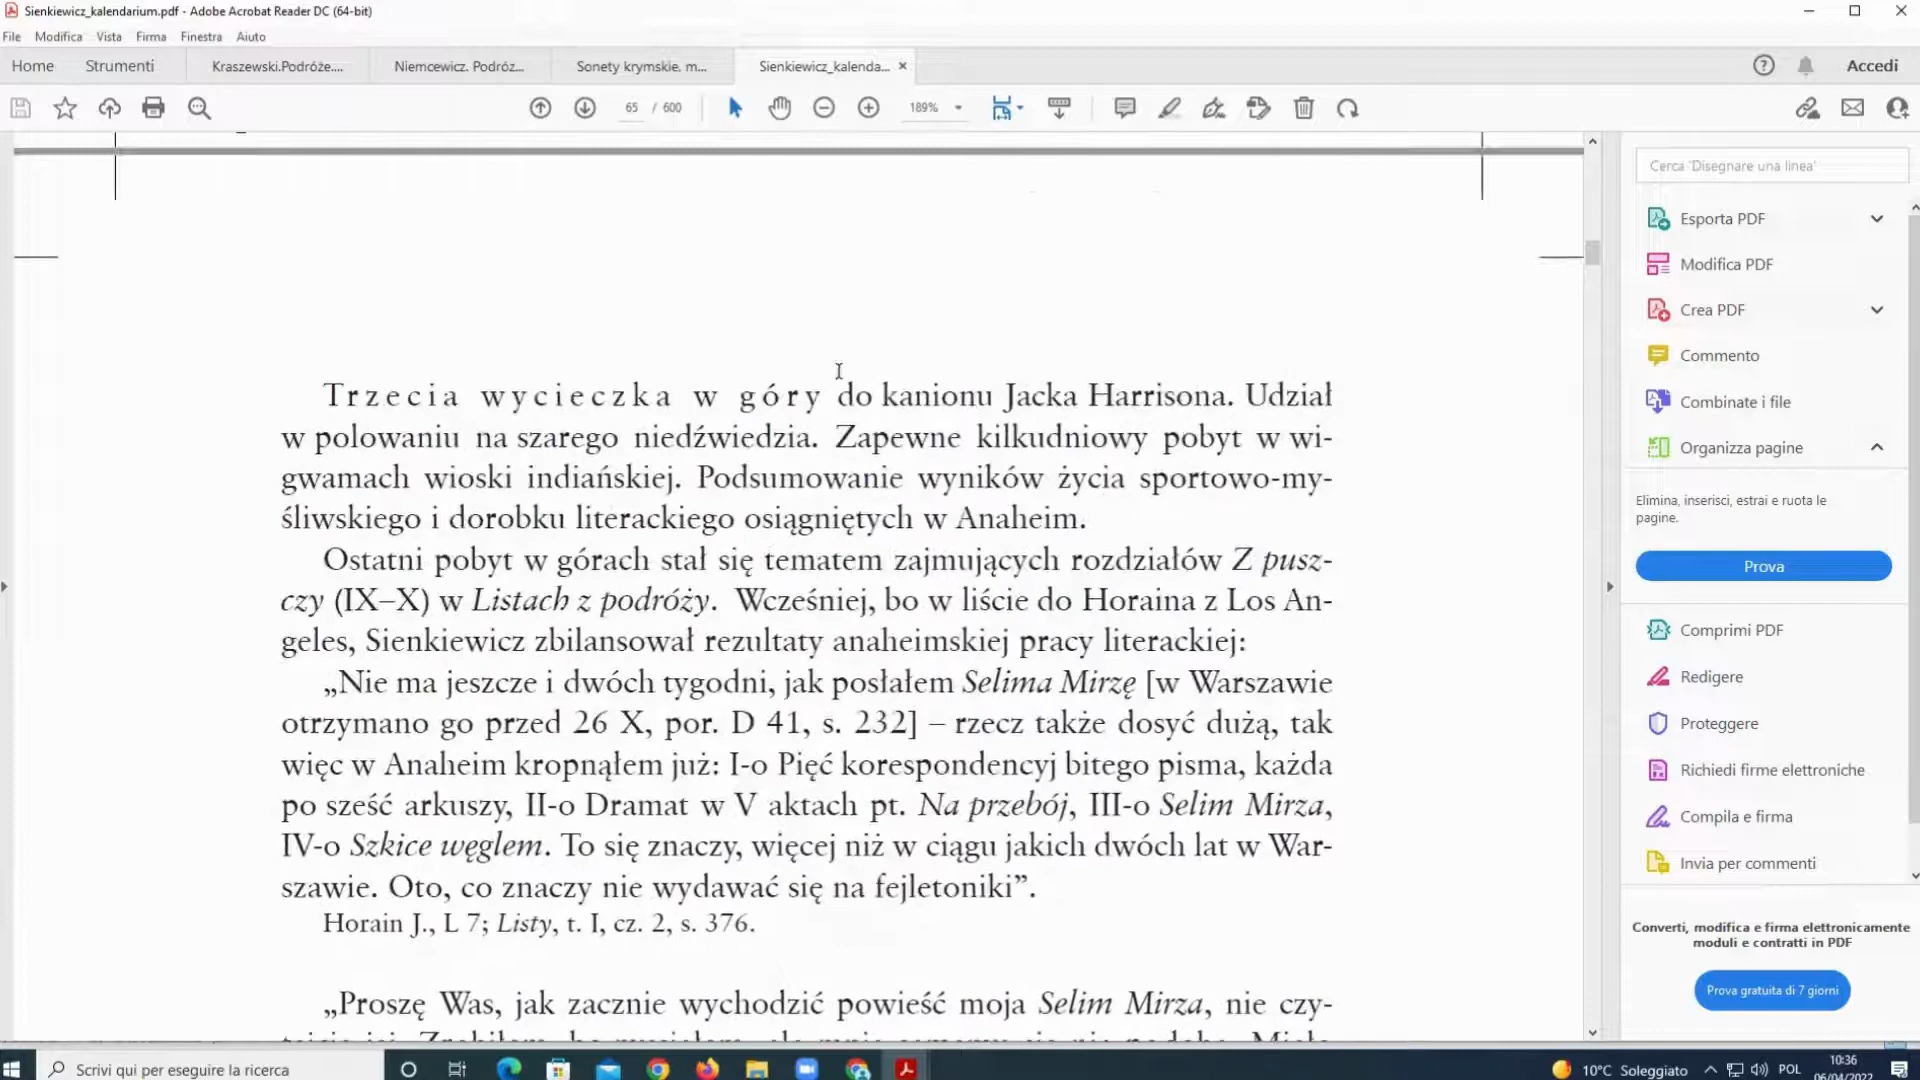 Sienkiewicz_kalendarium.pdf - Adobe Acrobat Reader DC (64-bit)
File Modifica Vista Firma Finestra Aiuto
Home Strumenti Kraszewski.Podróże.... Niemcewicz. Podróz... Sonety krymskie. m... Sienkiewicz_kalenda... Accedi
65 / 600 189%
Cerca 'Disegnare una linea'
Esporta PDF
Modifica PDF
Crea PDF
Commento
Combinate i file
Organizza pagine
Elimina, inserisci, estrai e ruota le
pagine.
Prova
Comprimi PDF
Redigere
Proteggere
Richiedi firme elettroniche
Compila e firma
Invia per commenti
Converti, modifica e firma elettronicamente
moduli e contratti in PDF
Prova gratuita di 7 giorni
Trzecia wycieczka w góry do kanionu Jacka Harrisona. Udział
w polowaniu na szarego niedźwiedzia. Zapewne kilkudniowy pobyt w wi-
gwamach wioski indiańskiej. Podsumowanie wyników życia sportowo-my-
śliwskiego i dorobku literackiego osiągniętych w Anaheim.
Ostatni pobyt w górach stał się tematem zajmujących rozdziałów Z pusz-
czy (IX–X) w Listach z podróży. Wcześniej, bo w liście do Horaina z Los An-
geles, Sienkiewicz zbilansował rezultaty anaheimskiej pracy literackiej:
„Nie ma jeszcze i dwóch tygodni, jak posłałem Selima Mirzę [w Warszawie
otrzymano go przed 26 X, por. D 41, s. 232] – rzecz także dosyć dużą, tak
więc w Anaheim kropnąłem już: I-o Pięć korespondencyj bitego pisma, każda
po sześć arkuszy, II-o Dramat w V aktach pt. Na przebój, III-o Selim Mirza,
IV-o Szkice węglem. To się znaczy, więcej niż w ciągu jakich dwóch lat w War-
szawie. Oto, co znaczy nie wydawać się na fejletoniki”.
Horain J., L 7; Listy, t. I, cz. 2, s. 376.
„Proszę Was, jak zacznie wychodzić powieść moja Selim Mirza, nie czy-
Scrivi qui per eseguire la ricerca
10°C Soleggiato POL 10:36
06/04/2022